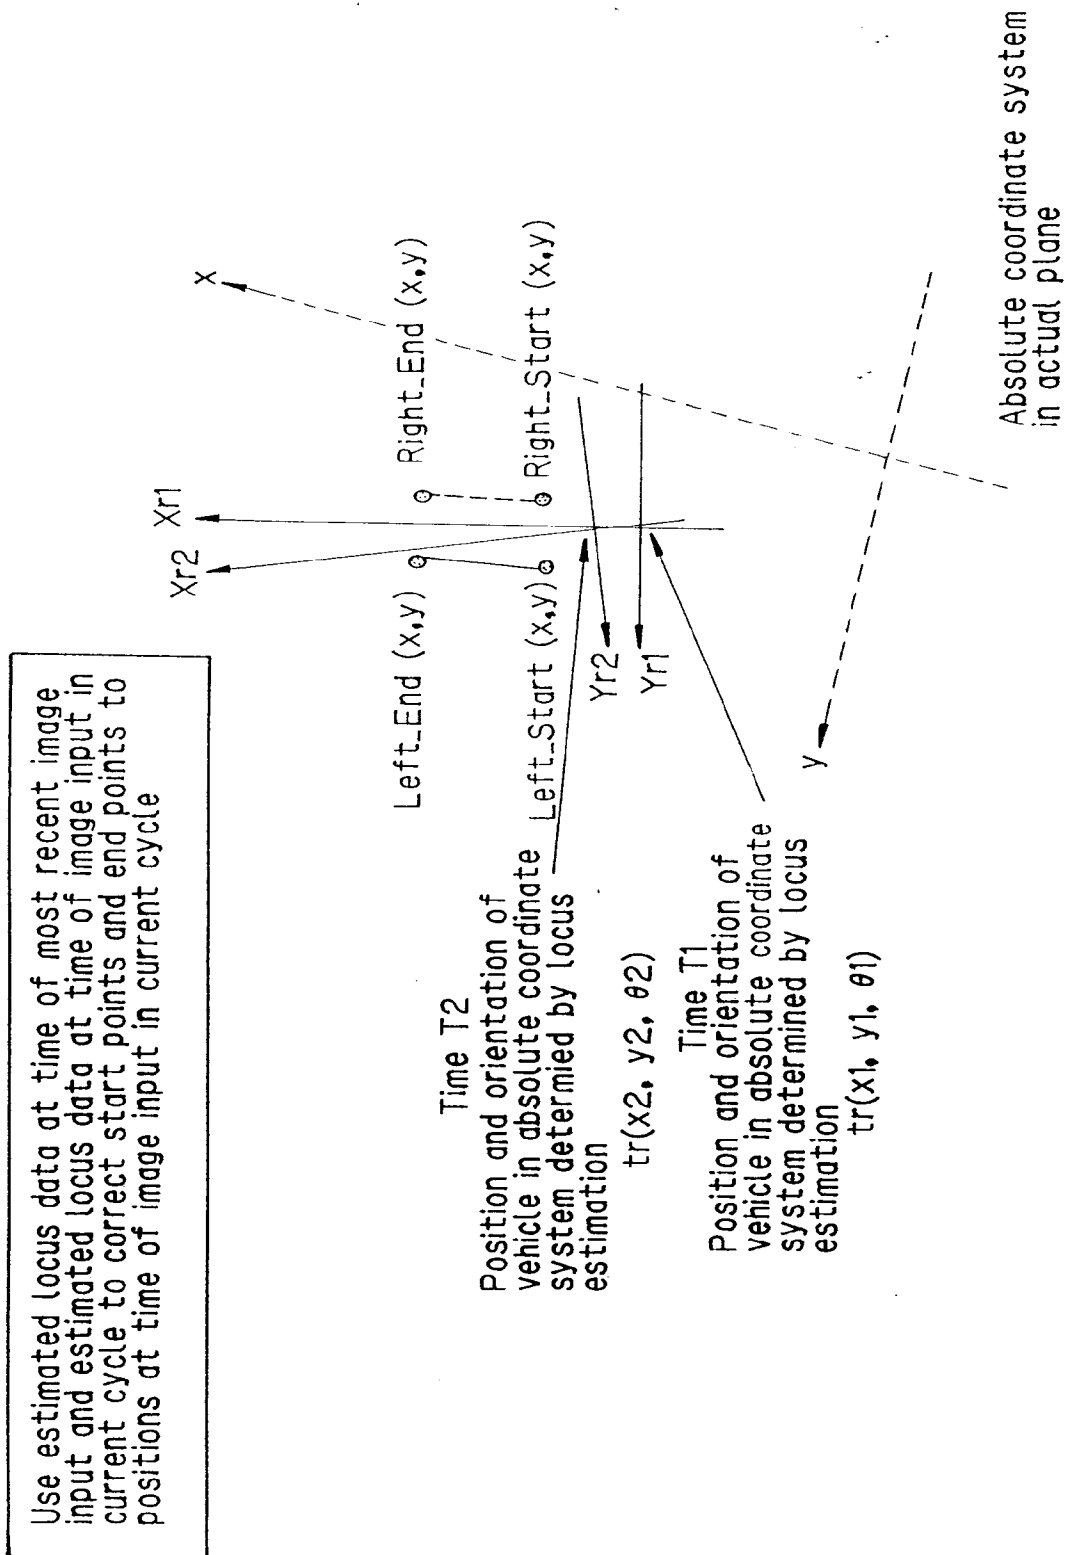 Use estimated locus data at time of most recent image
input and estimated locus data at time of image input in
current cycle to correct start points and end points to
positions at time of image input in current cycle
Xr2
Xr1
x
Left_End (x,y)
Right_End (x,y)
Left_Start (x,y)
Right_Start (x,y)
Yr2
Yr1
y
Time T2
Position and orientation of
vehicle in absolute coordinate
system determied by locus
estimation
tr(x2, y2, θ2)
Time T1
Position and orientation of
vehicle in absolute coordinate
system determined by locus
estimation
tr(x1, y1, θ1)
Absolute coordinate system
in actual plane